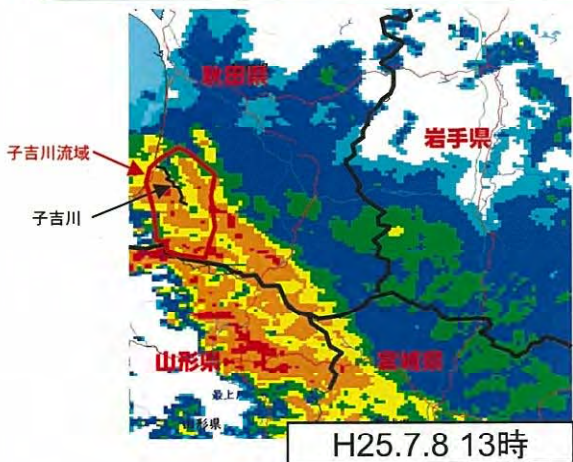 秋田県
岩手県
子吉川流域
子吉川
山形県
宮城県
最上
山形県
H25.7.8 13時